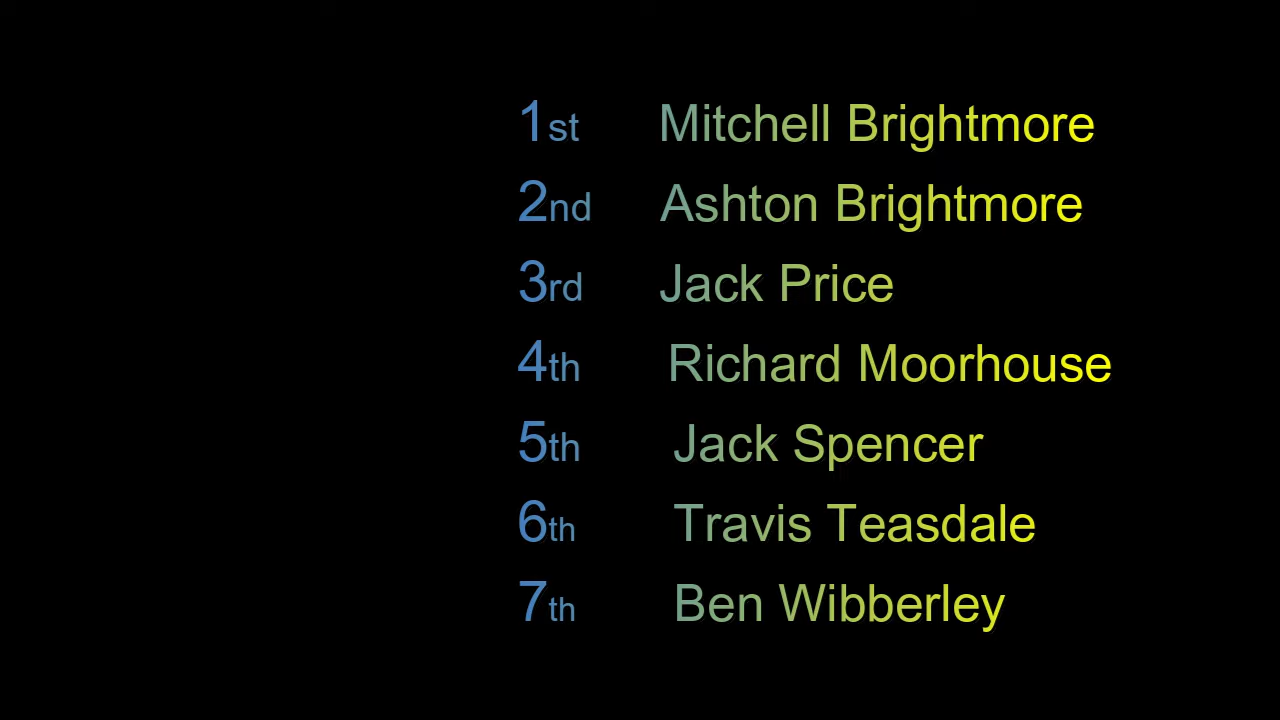 1st Mitchell Brightmore
2nd Ashton Brightmore
3rd Jack Price
4th Richard Moorhouse
5th Jack Spencer
6th Travis Teasdale
7th Ben Wibberley